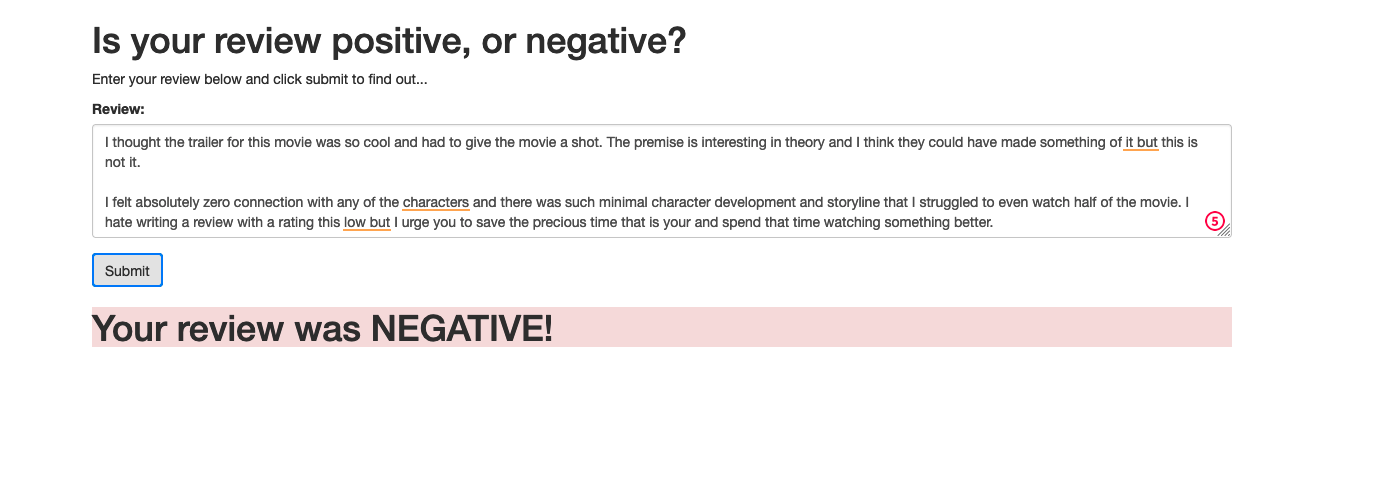 Is your review positive, or negative?
Enter your review below and click submit to find out...
Review:
I thought the trailer for this movie was so cool and had to give the movie a shot. The premise is interesting in theory and I think they could have made something of it but this is
not it.
I felt absolutely zero connection with any of the characters and there was such minimal character development and storyline that I struggled to even watch half of the movie. I
hate writing a review with a rating this low but I urge you to save the precious time that is your and spend that time watching something better.
5
Submit
Your review was NEGATIVE!